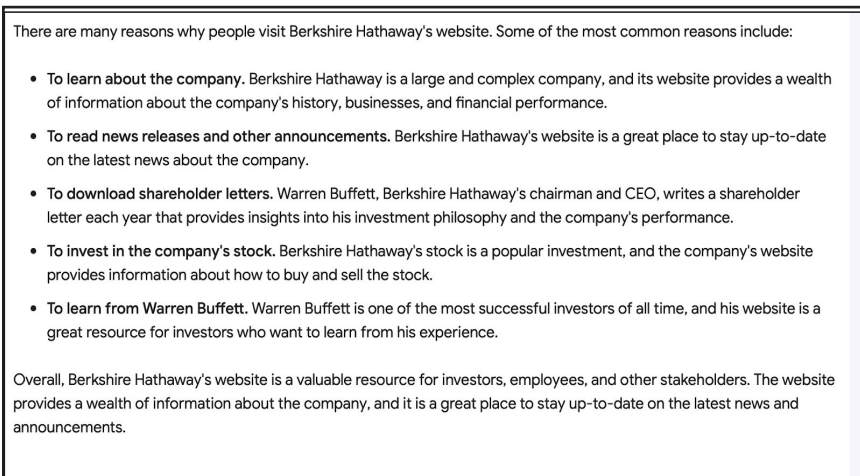 There are many reasons why people visit Berkshire Hathaway's website. Some of the most common reasons include:
• To learn about the company. Berkshire Hathaway is a large and complex company, and its website provides a wealth
of information about the company's history, businesses, and financial performance.
• To read news releases and other announcements. Berkshire Hathaway's website is a great place to stay up-to-date
on the latest news about the company.
• To download shareholder letters. Warren Buffett, Berkshire Hathaway's chairman and CEO, writes a shareholder
letter each year that provides insights into his investment philosophy and the company's performance.
• To invest in the company's stock. Berkshire Hathaway's stock is a popular investment, and the company's website
provides information about how to buy and sell the stock.
• To learn from Warren Buffett. Warren Buffett is one of the most successful investors of all time, and his website is a
great resource for investors who want to learn from his experience.
Overall, Berkshire Hathaway's website is a valuable resource for investors, employees, and other stakeholders. The website
provides a wealth of information about the company, and it is a great place to stay up-to-date on the latest news and
announcements.